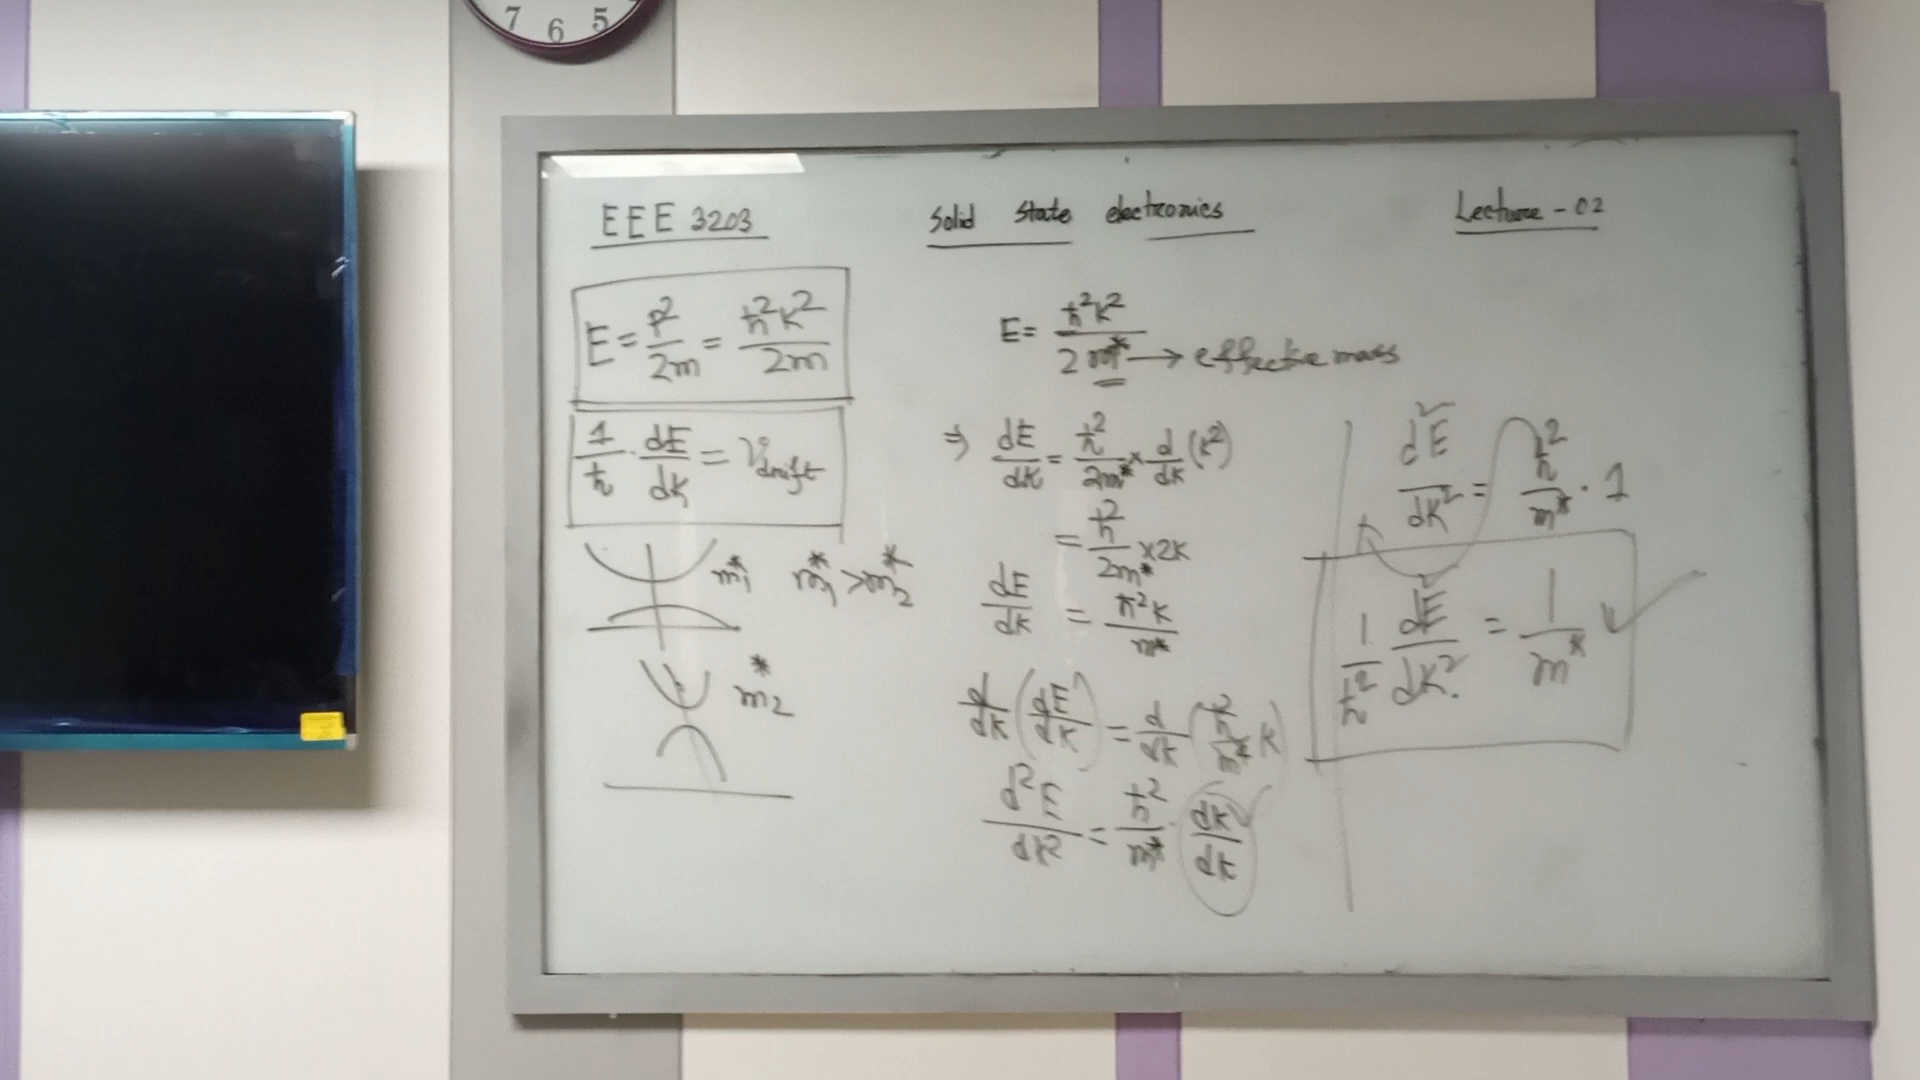 7 6 5
EEE 3203 Solid State electronics Lecture - 02
E = p²/2m = ħ²k²/2m
1/ħ · dE/dk = Vdrift
m₁* m₁* > m₂*
m₂*
E = ħ²k²/2m* → effective mass
⇒ dE/dk = ħ²/2m* × d/dk (k²)
= ħ²/2m* × 2k
dE/dk = ħ²k/m*
d/dk (dE/dk) = d/dk (ħ²/m* k)
d²E/dk² = ħ²/m* · dk/dk
d²E/dk² = ħ²/m* · 1
1/ħ² d²E/dk² = 1/m* ✓